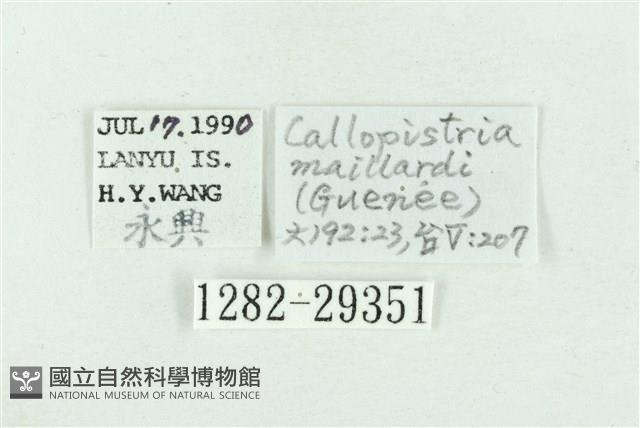 JUL 17. 1990
LANYU IS.
H.Y.WANG
永興
Callopistria
maillardi
(Guenée)
大192:23,台V:207
1282-29351
國立自然科學博物館
NATIONAL MUSEUM OF NATURAL SCIENCE